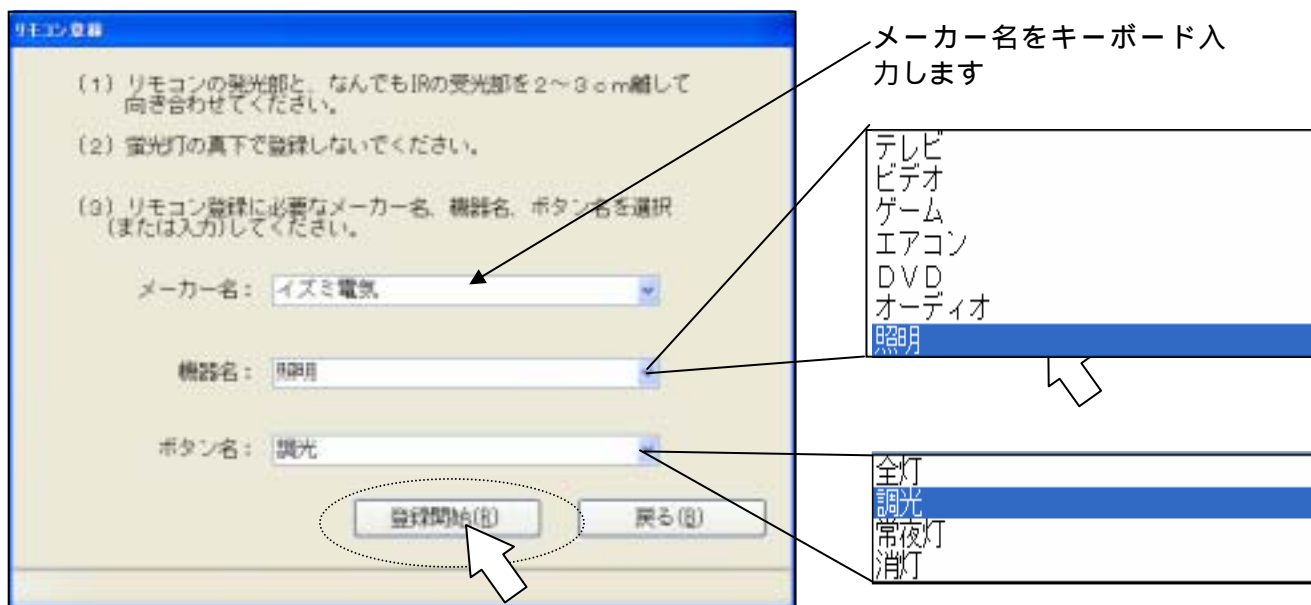 リモコン登録
(1) リモコンの発光部と、なんでもIRの受光部を2～3cm離して
向き合わせてください。
(2) 蛍光灯の真下で登録しないでください。
(3) リモコン登録に必要なメーカー名、機器名、ボタン名を選択
(または入力)してください。
メーカー名： イズミ電気
機器名： 照明
ボタン名： 調光
登録開始(R) 戻る(B)
メーカー名をキーボード入
力します
テレビ
ビデオ
ゲーム
エアコン
DVD
オーディオ
照明
全灯
調光
常夜灯
消灯